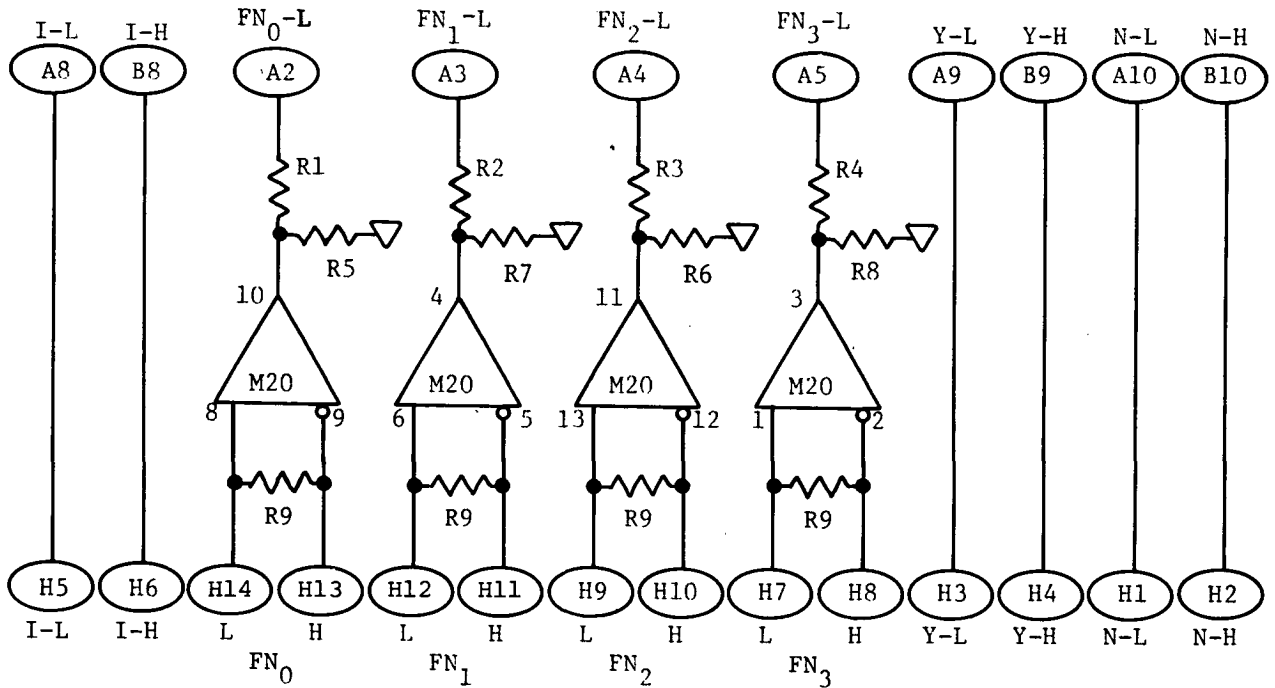 I-L I-H FN0-L FN1-L FN2-L FN3-L Y-L Y-H N-L N-H
A8 B8 A2 A3 A4 A5 A9 B9 A10 B10
R1 R2 R3 R4
R5 R7 R6 R8
10 4 11 3
M20 M20 M20 M20
8 9 6 5 13 12 1 2
R9 R9 R9 R9
H5 H6 H14 H13 H12 H11 H9 H10 H7 H8 H3 H4 H1 H2
I-L I-H L H L H L H L H Y-L Y-H N-L N-H
FN0 FN1 FN2 FN3